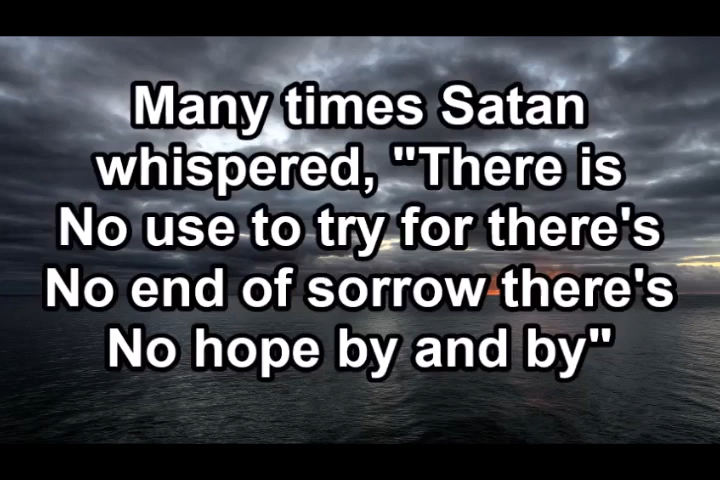 Many times Satan
whispered, "There is
No use to try for there's
No end of sorrow there's
No hope by and by"